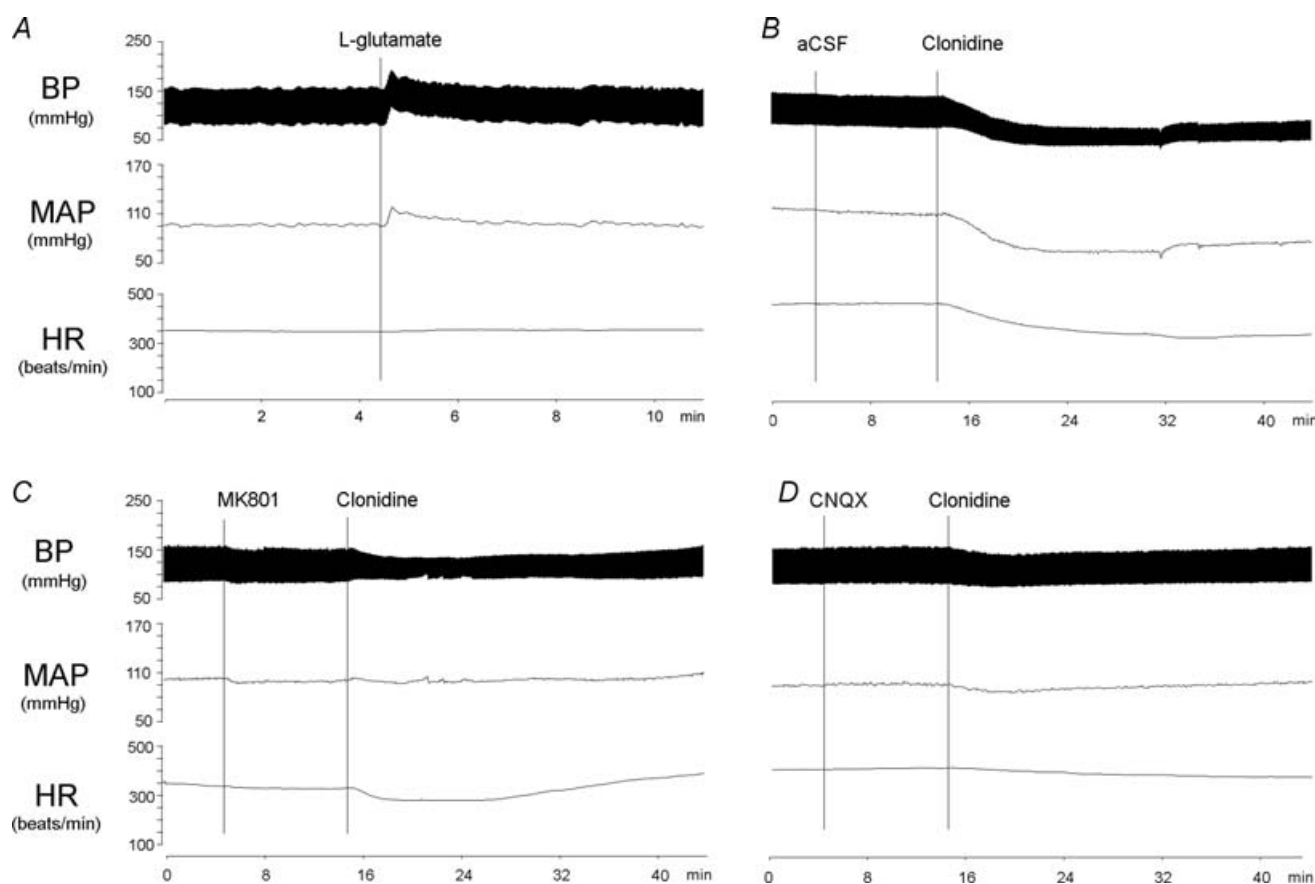 A
L-glutamate
BP
(mmHg)
250
150
50
MAP
(mmHg)
170
110
50
HR
(beats/min)
500
300
100
2 4 6 8 10 min
B
aCSF Clonidine
0 8 16 24 32 40 min
C
MK801 Clonidine
BP
(mmHg)
250
150
50
MAP
(mmHg)
170
110
50
HR
(beats/min)
500
300
100
0 8 16 24 32 40 min
D
CNQX Clonidine
0 8 16 24 32 40 min